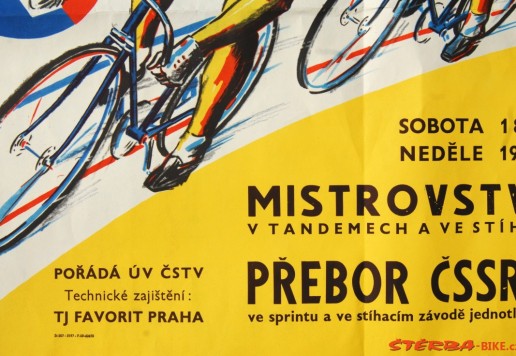 SOBOTA 18
NEDĚLE 19
MISTROVSTV
V TANDEMECH A VE STÍH
PŘEBOR ČSSR
ve sprintu a ve stíhacím závodě jednotl
POŘÁDÁ ÚV ČSTV
Technické zajištění :
TJ FAVORIT PRAHA
ŠTĚRBA-BIKE.c